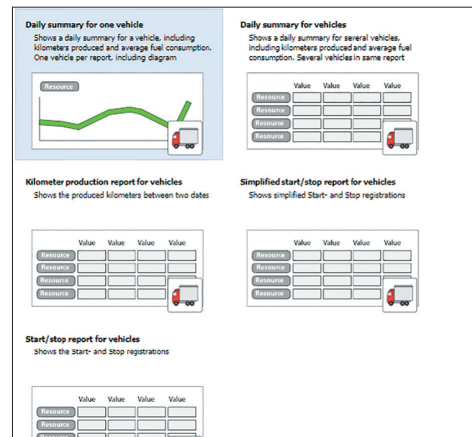 Daily summary for one vehicle
Shows a daily summary for a vehicle, including
kilometers produced and average fuel consumption.
One vehicle per report, including diagram
Resource
Daily summary for vehicles
Shows a daily summary for several vehicles,
including kilometers produced and average fuel
consumption. Several vehicles in same report
Value Value Value Value
Resource
Resource
Resource
Resource
Kilometer production report for vehicles
Shows the produced kilometers between two dates
Value Value Value Value
Resource
Resource
Resource
Resource
Simplified start/stop report for vehicles
Shows simplified Start- and Stop registrations
Value Value Value Value
Resource
Resource
Resource
Resource
Start/stop report for vehicles
Shows the Start- and Stop registrations
Value Value Value Value
Resource
Resource
Resource